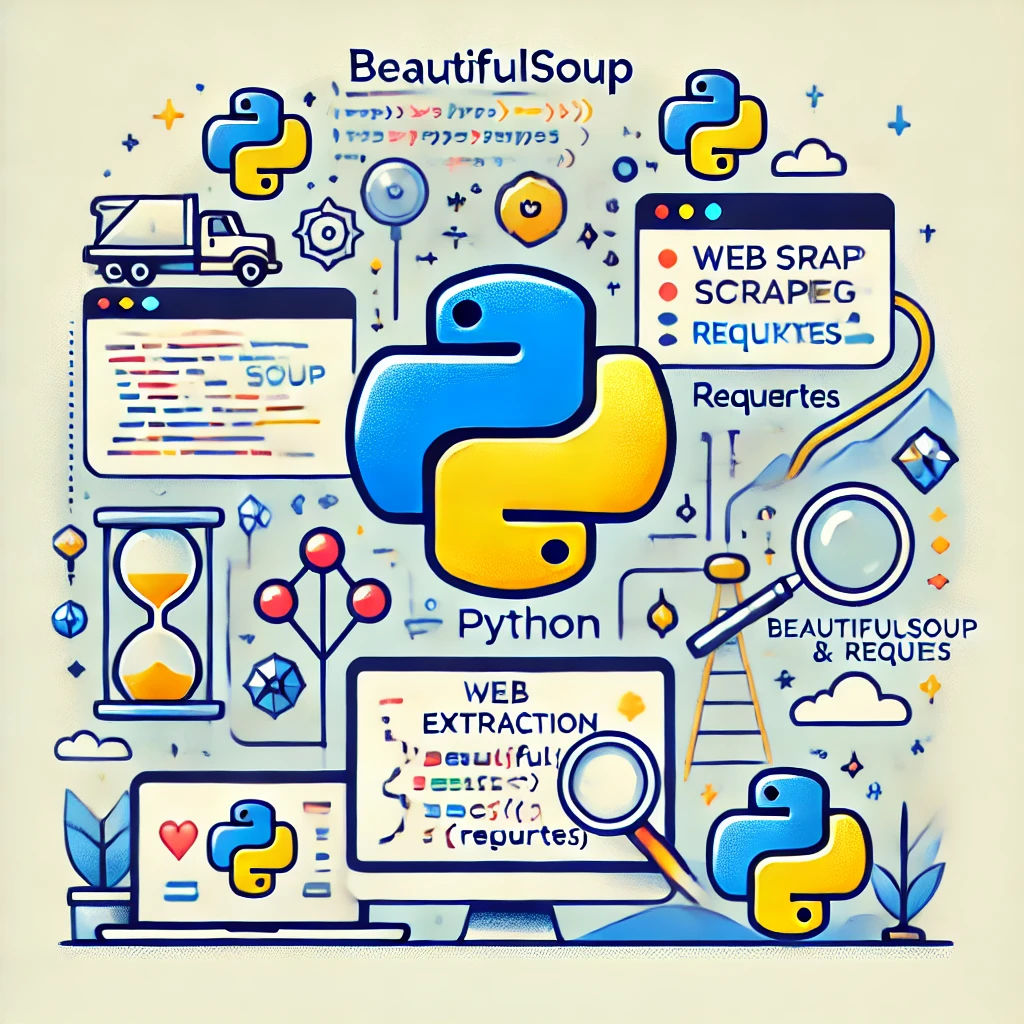 BeautifulSoup
WEB SRAP
SCRAPEG
REQUKTES
SOUP
Requertes
Python
BEAUTIFULSOUP
& REQUES
WEB
EXTRACTION
(repurtes)